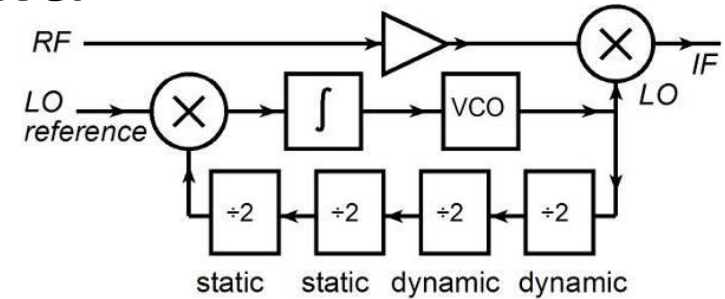 RF
IF
LO
LO
reference
∫
VCO
÷2
÷2
÷2
÷2
static
static
dynamic
dynamic